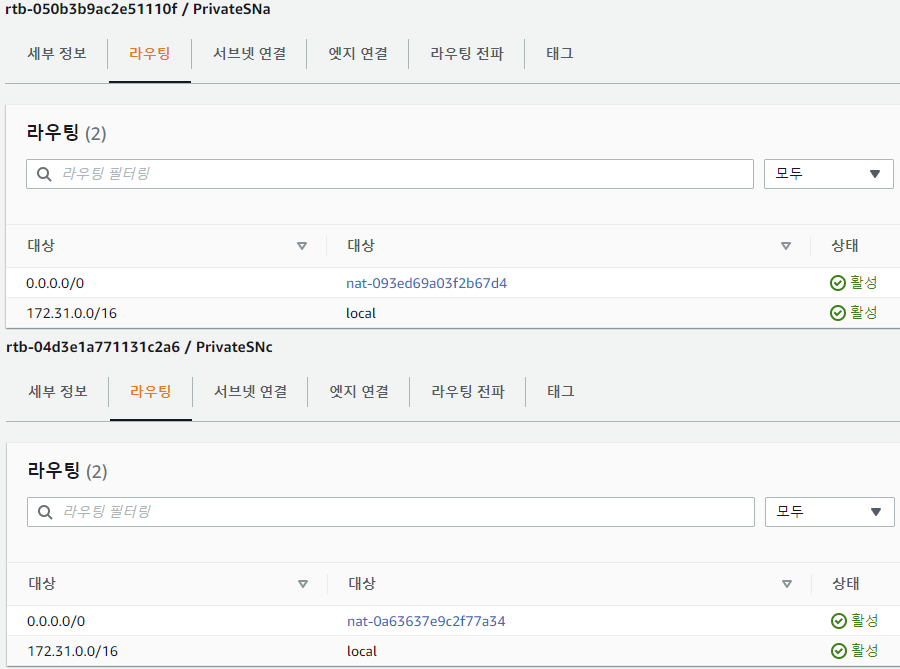 rtb-050b3b9ac2e51110f / PrivateSNa
세부 정보 라우팅 서브넷 연결 엣지 연결 라우팅 전파 태그
라우팅 (2)
라우팅 필터링 모두
대상 대상 상태
0.0.0.0/0 nat-093ed69a03f2b67d4 활성
172.31.0.0/16 local 활성
rtb-04d3e1a771131c2a6 / PrivateSNc
세부 정보 라우팅 서브넷 연결 엣지 연결 라우팅 전파 태그
라우팅 (2)
라우팅 필터링 모두
대상 대상 상태
0.0.0.0/0 nat-0a63637e9c2f77a34 활성
172.31.0.0/16 local 활성